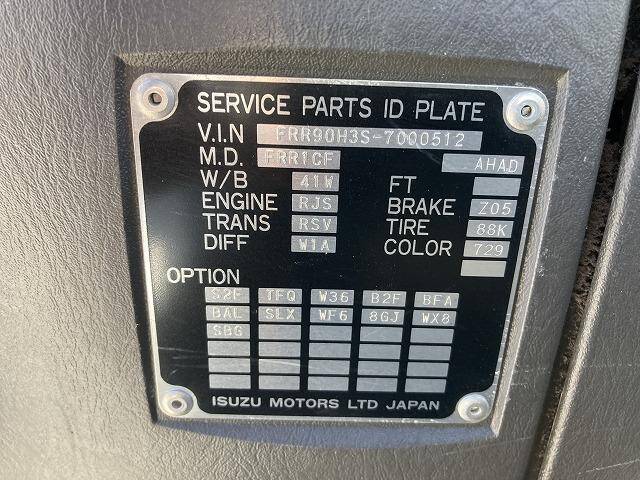 SERVICE PARTS ID PLATE
V.I.N FRR90H3S-7000512
M.D. FRR1CF AHAD
W/B 41W FT
ENGINE RJS BRAKE Z05
TRANS RSV TIRE 88K
DIFF W1A COLOR 729
OPTION
S2F TFQ W36 B2F BFA
BAL SLX WF6 8GJ WX8
SBG
ISUZU MOTORS LTD JAPAN